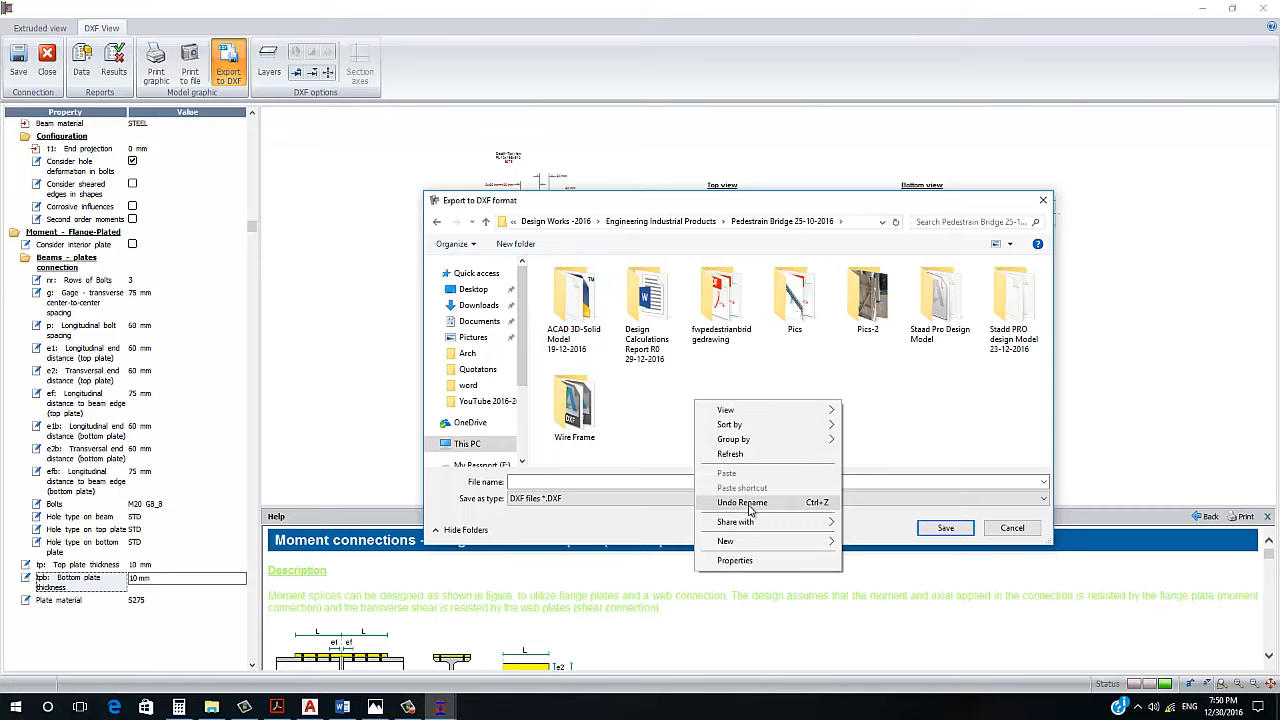 Extruded view
DXF View
Save
Close
Data
Results
Print graphic
Print to file
Export to DXF
Layers
Section axes
Connection
Reports
Model graphic
DXF options
Property
Value
Beam material
STEEL
Configuration
t1: End projection
0 mm
Consider hole
deformation in bolts
Consider sheared
edges in shapes
Corrosive influences
Second order moments
Moment - Flange-Plated
Consider interior plate
Beams - plates
connection
nr: Rows of Bolts
3
g: Gage - transverse
center-to-center
spacing
75 mm
p: Longitudinal bolt
spacing
60 mm
e1: Longitudinal end
distance (top plate)
60 mm
e2: Transversal end
distance (top plate)
60 mm
ef: Longitudinal
distance to beam edge
(top plate)
75 mm
e1b: Longitudinal end
distance (bottom plate)
60 mm
e2b: Transversal end
distance (bottom plate)
60 mm
efb: Longitudinal
distance to beam edge
(bottom plate)
75 mm
Bolts
M20 G8_8
Hole type on beam
STD
Hole type on top plate
STD
Hole type on bottom
plate
STD
tp: Top plate thickness
10 mm
tpb: Bottom plate
thickness
10 mm
Plate material
S275
Top view
Bottom view
Export to DXF format
« Design Works -2016 > Engineering Industrial Products > Pedestrain Bridge 25-10-2016 >
Search Pedestrain Bridge 25-1...
Organize
New folder
Quick access
Desktop
Downloads
Documents
Pictures
Arch
Quotatons
word
YouTube 2016-2
OneDrive
This PC
My Passport (F:)
ACAD 3D-Solid
Model
19-12-2016
Design
Calculations
Report R0
29-12-2016
fwpedestrianbrid
gedrawing
Pics
Pics-2
Staad Pro Design
Model
Stadd PRO
design Model
23-12-2016
DXF
Wire Frame
View
Sort by
Group by
Refresh
Paste
Paste shortcut
Undo Rename Ctrl+Z
Share with
New
Properties
File name:
Save as type:
DXF files *.DXF
Hide Folders
Save
Cancel
Help
Back
Print
Moment connections -
Description
Moment splices can be designed as shown in figure, to utilize flange plates and a web connection. The design assumes that the moment and axial applied in the connection is resisted by the flange plate (moment
connection) and the transverse shear is resisted by the web plates (shear connection)
L
L
ef
ef
L
e2
Status
7:50 PM
12/30/2016